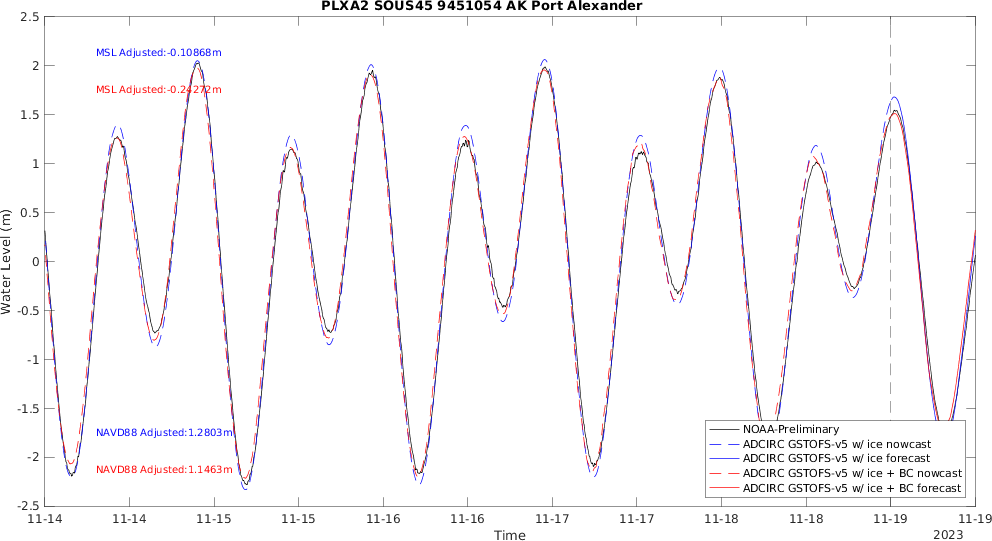 PLXA2 SOUS45 9451054 AK Port Alexander
2.5
2
1.5
1
0.5
0
-0.5
-1
-1.5
-2
-2.5
Water Level (m)
MSL Adjusted:-0.10868m
MSL Adjusted:-0.24272m
NAVD88 Adjusted:1.2803m
NAVD88 Adjusted:1.1463m
NOAA-Preliminary
ADCIRC GSTOFS-v5 w/ ice nowcast
ADCIRC GSTOFS-v5 w/ ice forecast
ADCIRC GSTOFS-v5 w/ ice + BC nowcast
ADCIRC GSTOFS-v5 w/ ice + BC forecast
11-14 11-14 11-15 11-15 11-16 11-16 11-17 11-17 11-18 11-18 11-19 11-19
Time
2023